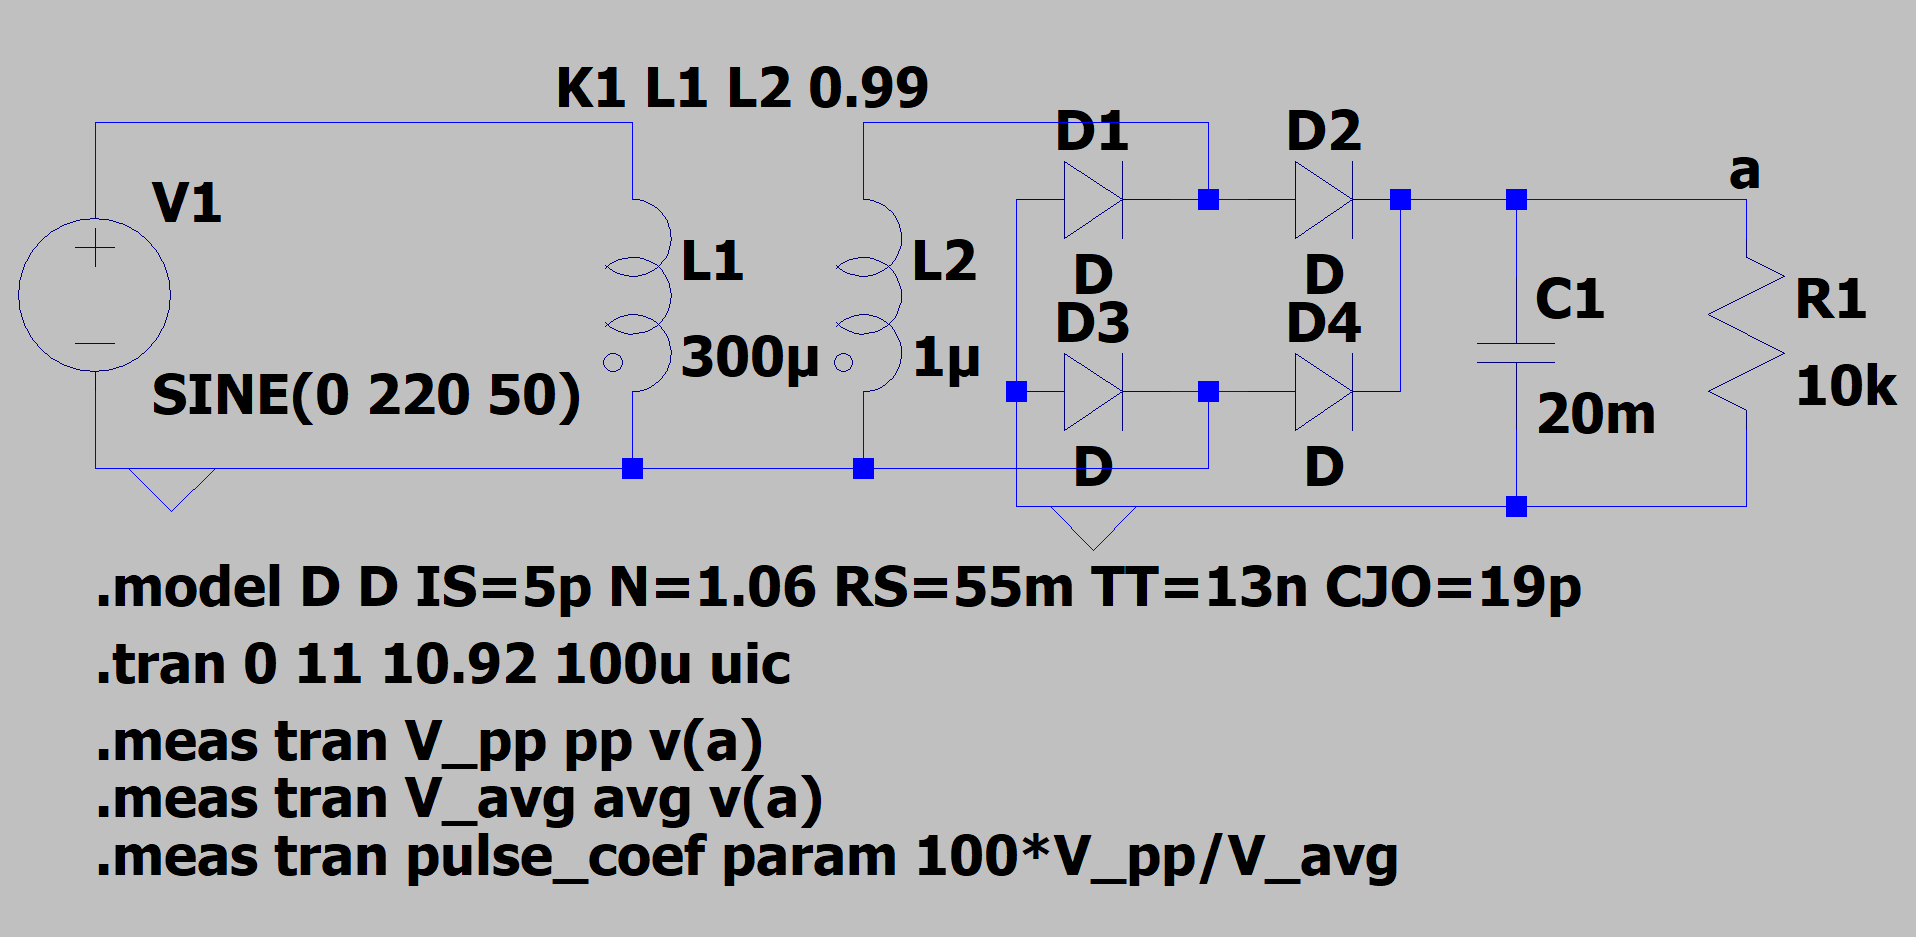 K1 L1 L2 0.99
D1
D2
a
V1
L1
L2
D
D
C1
R1
D3
D4
300µ
1µ
10k
SINE(0 220 50)
20m
D
D
.model D D IS=5p N=1.06 RS=55m TT=13n CJO=19p
.tran 0 11 10.92 100u uic
.meas tran V_pp pp v(a)
.meas tran V_avg avg v(a)
.meas tran pulse_coef param 100*V_pp/V_avg